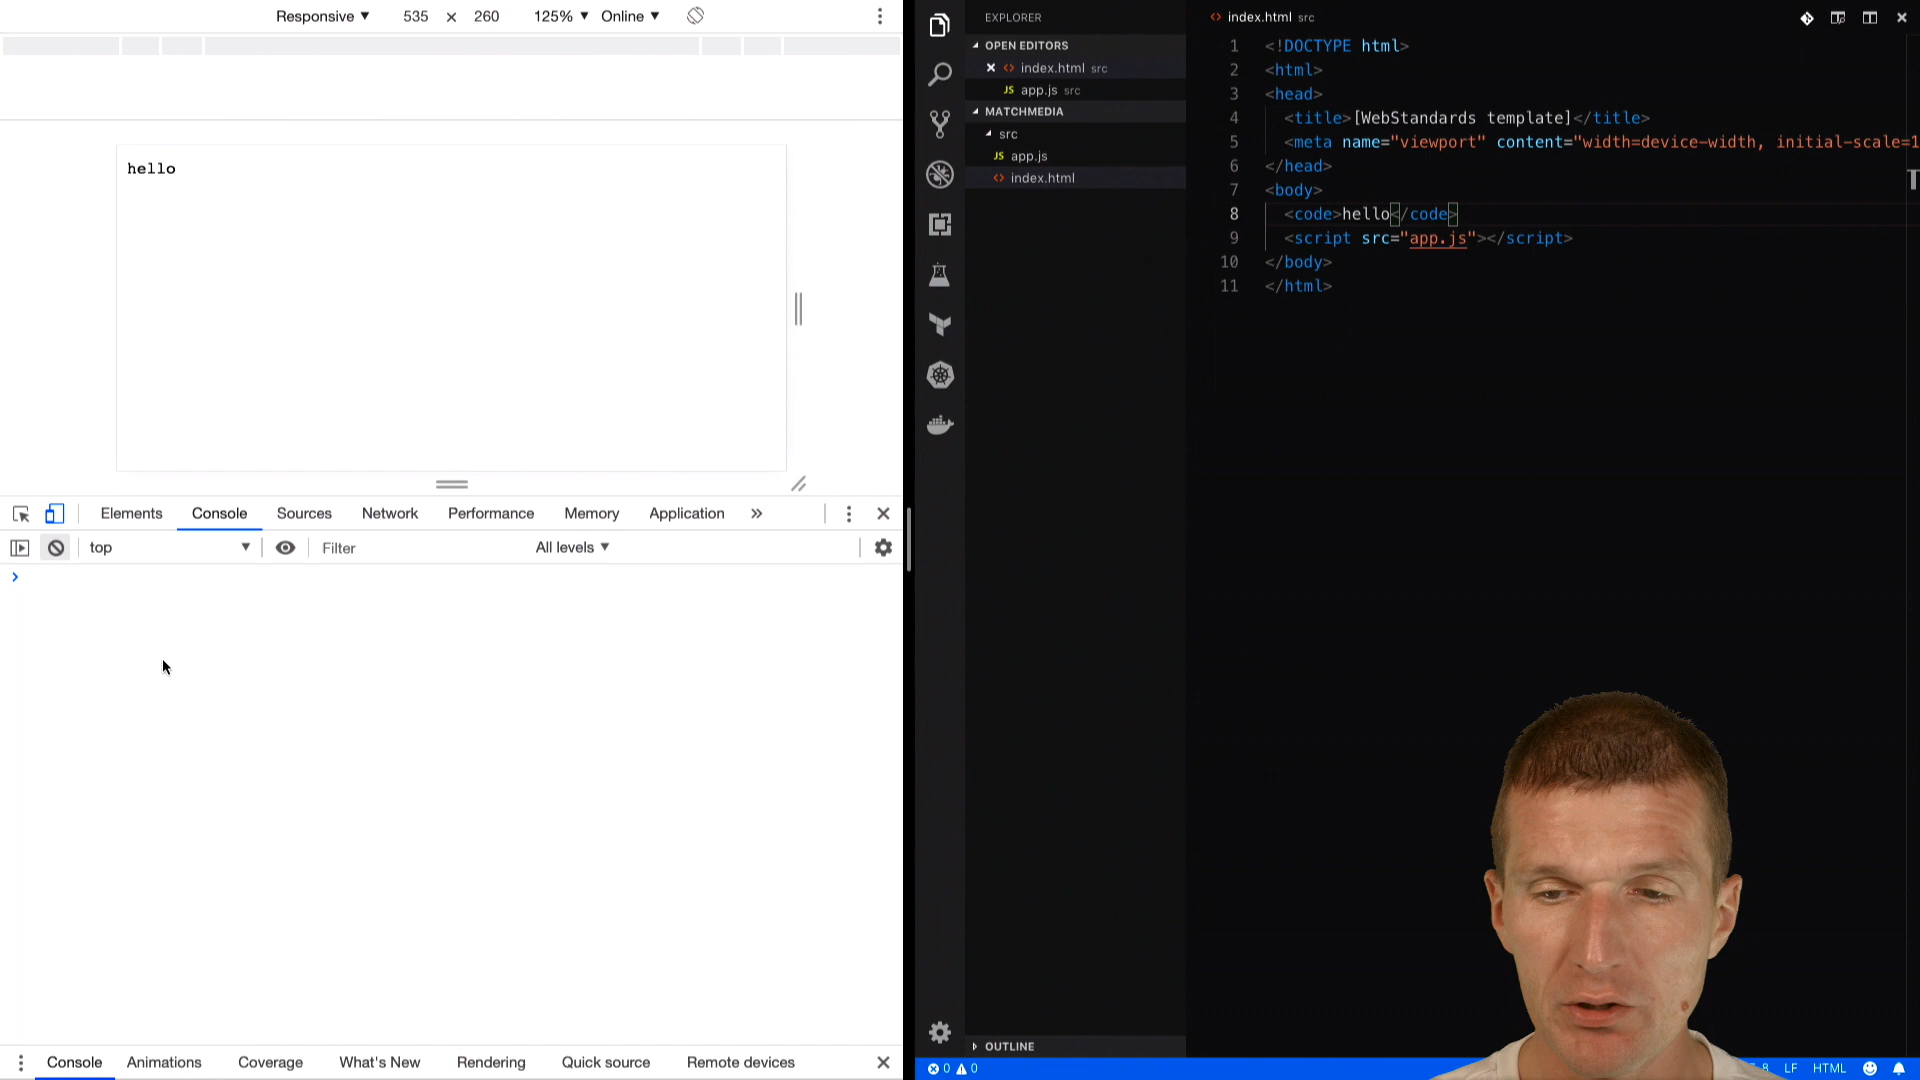 Responsive ▼ 535 × 260 125% ▼ Online ▼
hello
Elements Console Sources Network Performance Memory Application »
top ▼ Filter All levels ▼
>
Console Animations Coverage What's New Rendering Quick source Remote devices
EXPLORER
OPEN EDITORS
index.html src
JS app.js src
MATCHMEDIA
src
JS app.js
index.html
OUTLINE
index.html src
1 <!DOCTYPE html>
2 <html>
3 <head>
4 <title>[WebStandards template]</title>
5 <meta name="viewport" content="width=device-width, initial-scale=1
6 </head>
7 <body>
8 <code>hello</code>
9 <script src="app.js"></script>
10 </body>
11 </html>
0 0 LF HTML